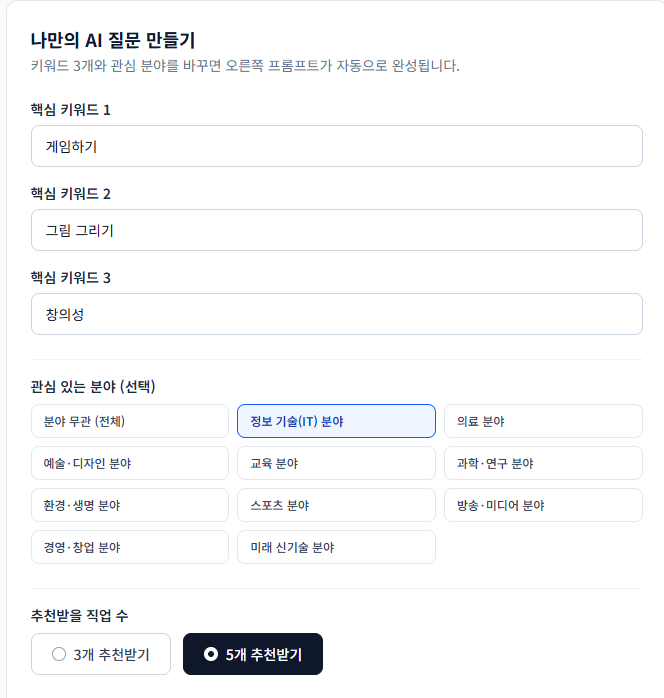 나만의 AI 질문 만들기
키워드 3개와 관심 분야를 바꾸면 오른쪽 프롬프트가 자동으로 완성됩니다.
핵심 키워드 1
게임하기
핵심 키워드 2
그림 그리기
핵심 키워드 3
창의성
관심 있는 분야 (선택)
분야 무관 (전체)
정보 기술(IT) 분야
의료 분야
예술·디자인 분야
교육 분야
과학·연구 분야
환경·생명 분야
스포츠 분야
방송·미디어 분야
경영·창업 분야
미래 신기술 분야
추천받을 직업 수
3개 추천받기
5개 추천받기